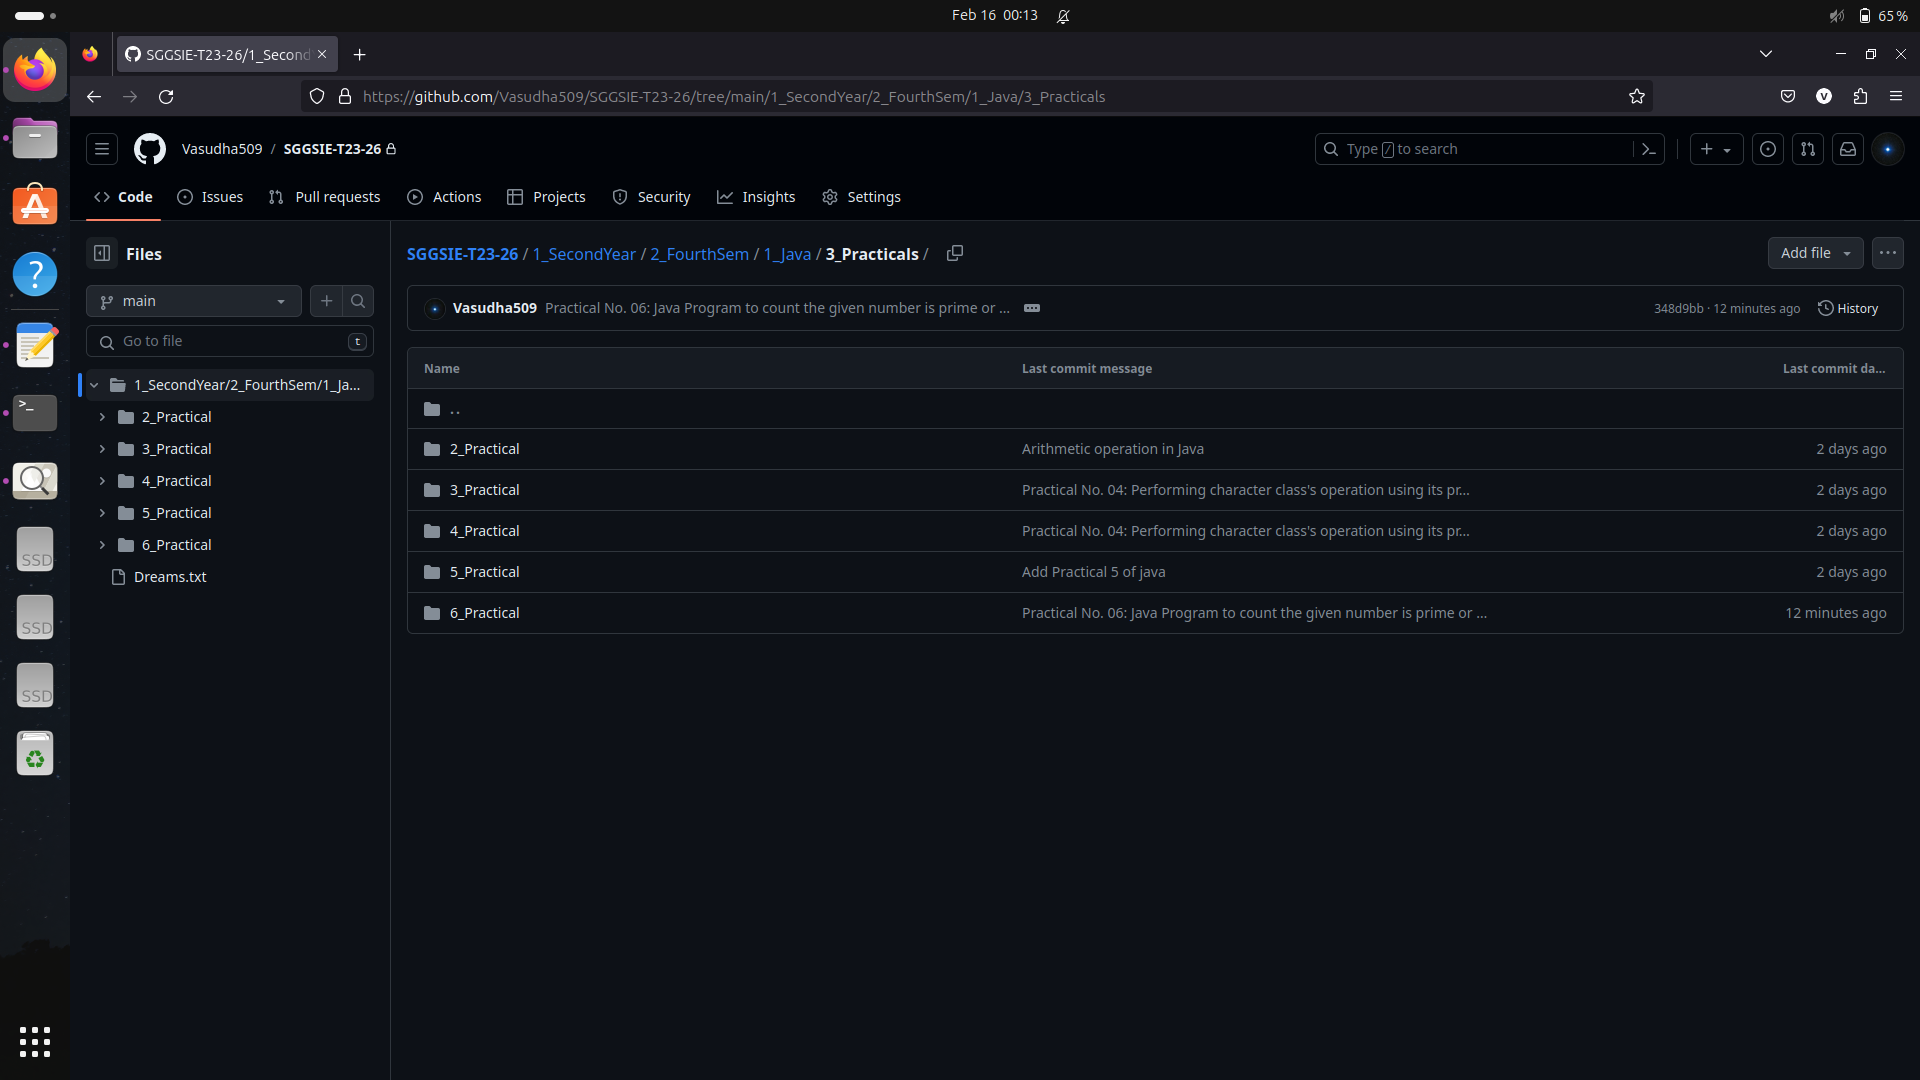 Feb 16 00:13
65 %
SGGSIE-T23-26/1_Second
https://github.com/Vasudha509/SGGSIE-T23-26/tree/main/1_SecondYear/2_FourthSem/1_Java/3_Practicals
V
Vasudha509 / SGGSIE-T23-26
Type / to search
Code
Issues
Pull requests
Actions
Projects
Security
Insights
Settings
Files
SGGSIE-T23-26 / 1_SecondYear / 2_FourthSem / 1_Java / 3_Practicals /
Add file
main
Go to file
t
Vasudha509 Practical No. 06: Java Program to count the given number is prime or ...
348d9bb · 12 minutes ago
History
1_SecondYear/2_FourthSem/1_Ja...
2_Practical
3_Practical
4_Practical
5_Practical
6_Practical
Dreams.txt
Name Last commit message Last commit da...
..
2_Practical Arithmetic operation in Java 2 days ago
3_Practical Practical No. 04: Performing character class's operation using its pr... 2 days ago
4_Practical Practical No. 04: Performing character class's operation using its pr... 2 days ago
5_Practical Add Practical 5 of java 2 days ago
6_Practical Practical No. 06: Java Program to count the given number is prime or ... 12 minutes ago
SSD
SSD
SSD